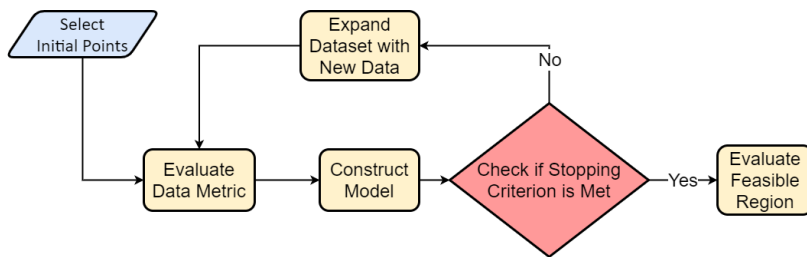 Select
Initial Points
Expand
Dataset with
New Data
No
Evaluate
Data Metric
Construct
Model
Check if Stopping
Criterion is Met
Yes
Evaluate
Feasible
Region